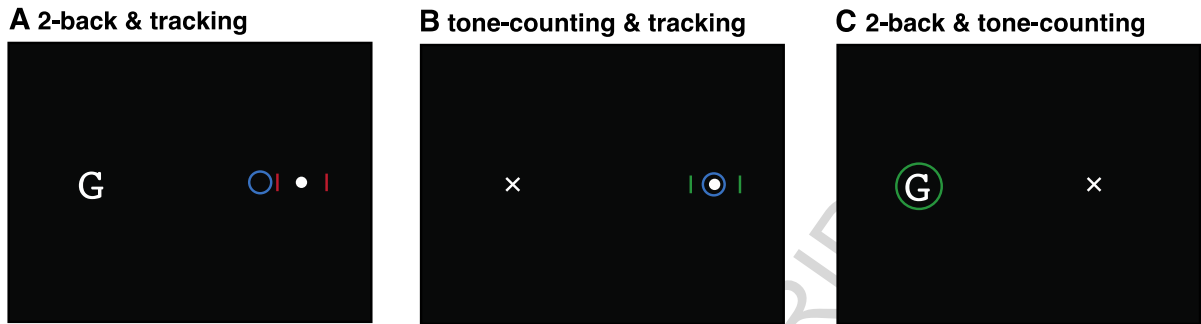 A 2-back & tracking
B tone-counting & tracking
C 2-back & tone-counting
G
G